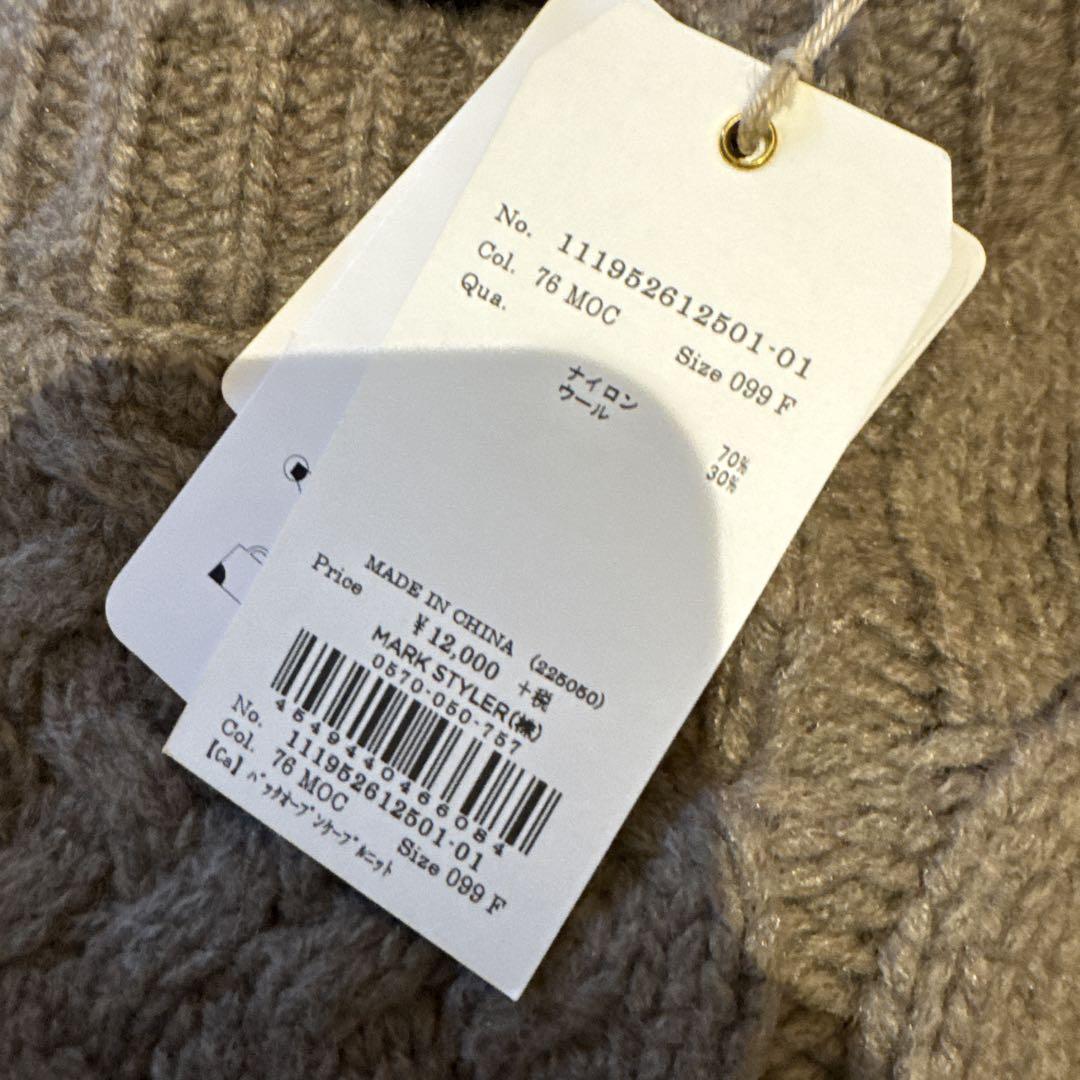 No. 111952612501-01
Col. 76 MOC Size 099 F
Qua.
ナイロン 70%
ウール 30%
MADE IN CHINA (225050)
Price ¥12,000 +税
MARK STYLER(株)
0570-050-757
4549440466084
No. 111952612501-01
Col. 76 MOC Size 099 F
【Ca】バックオープンケーブルニット